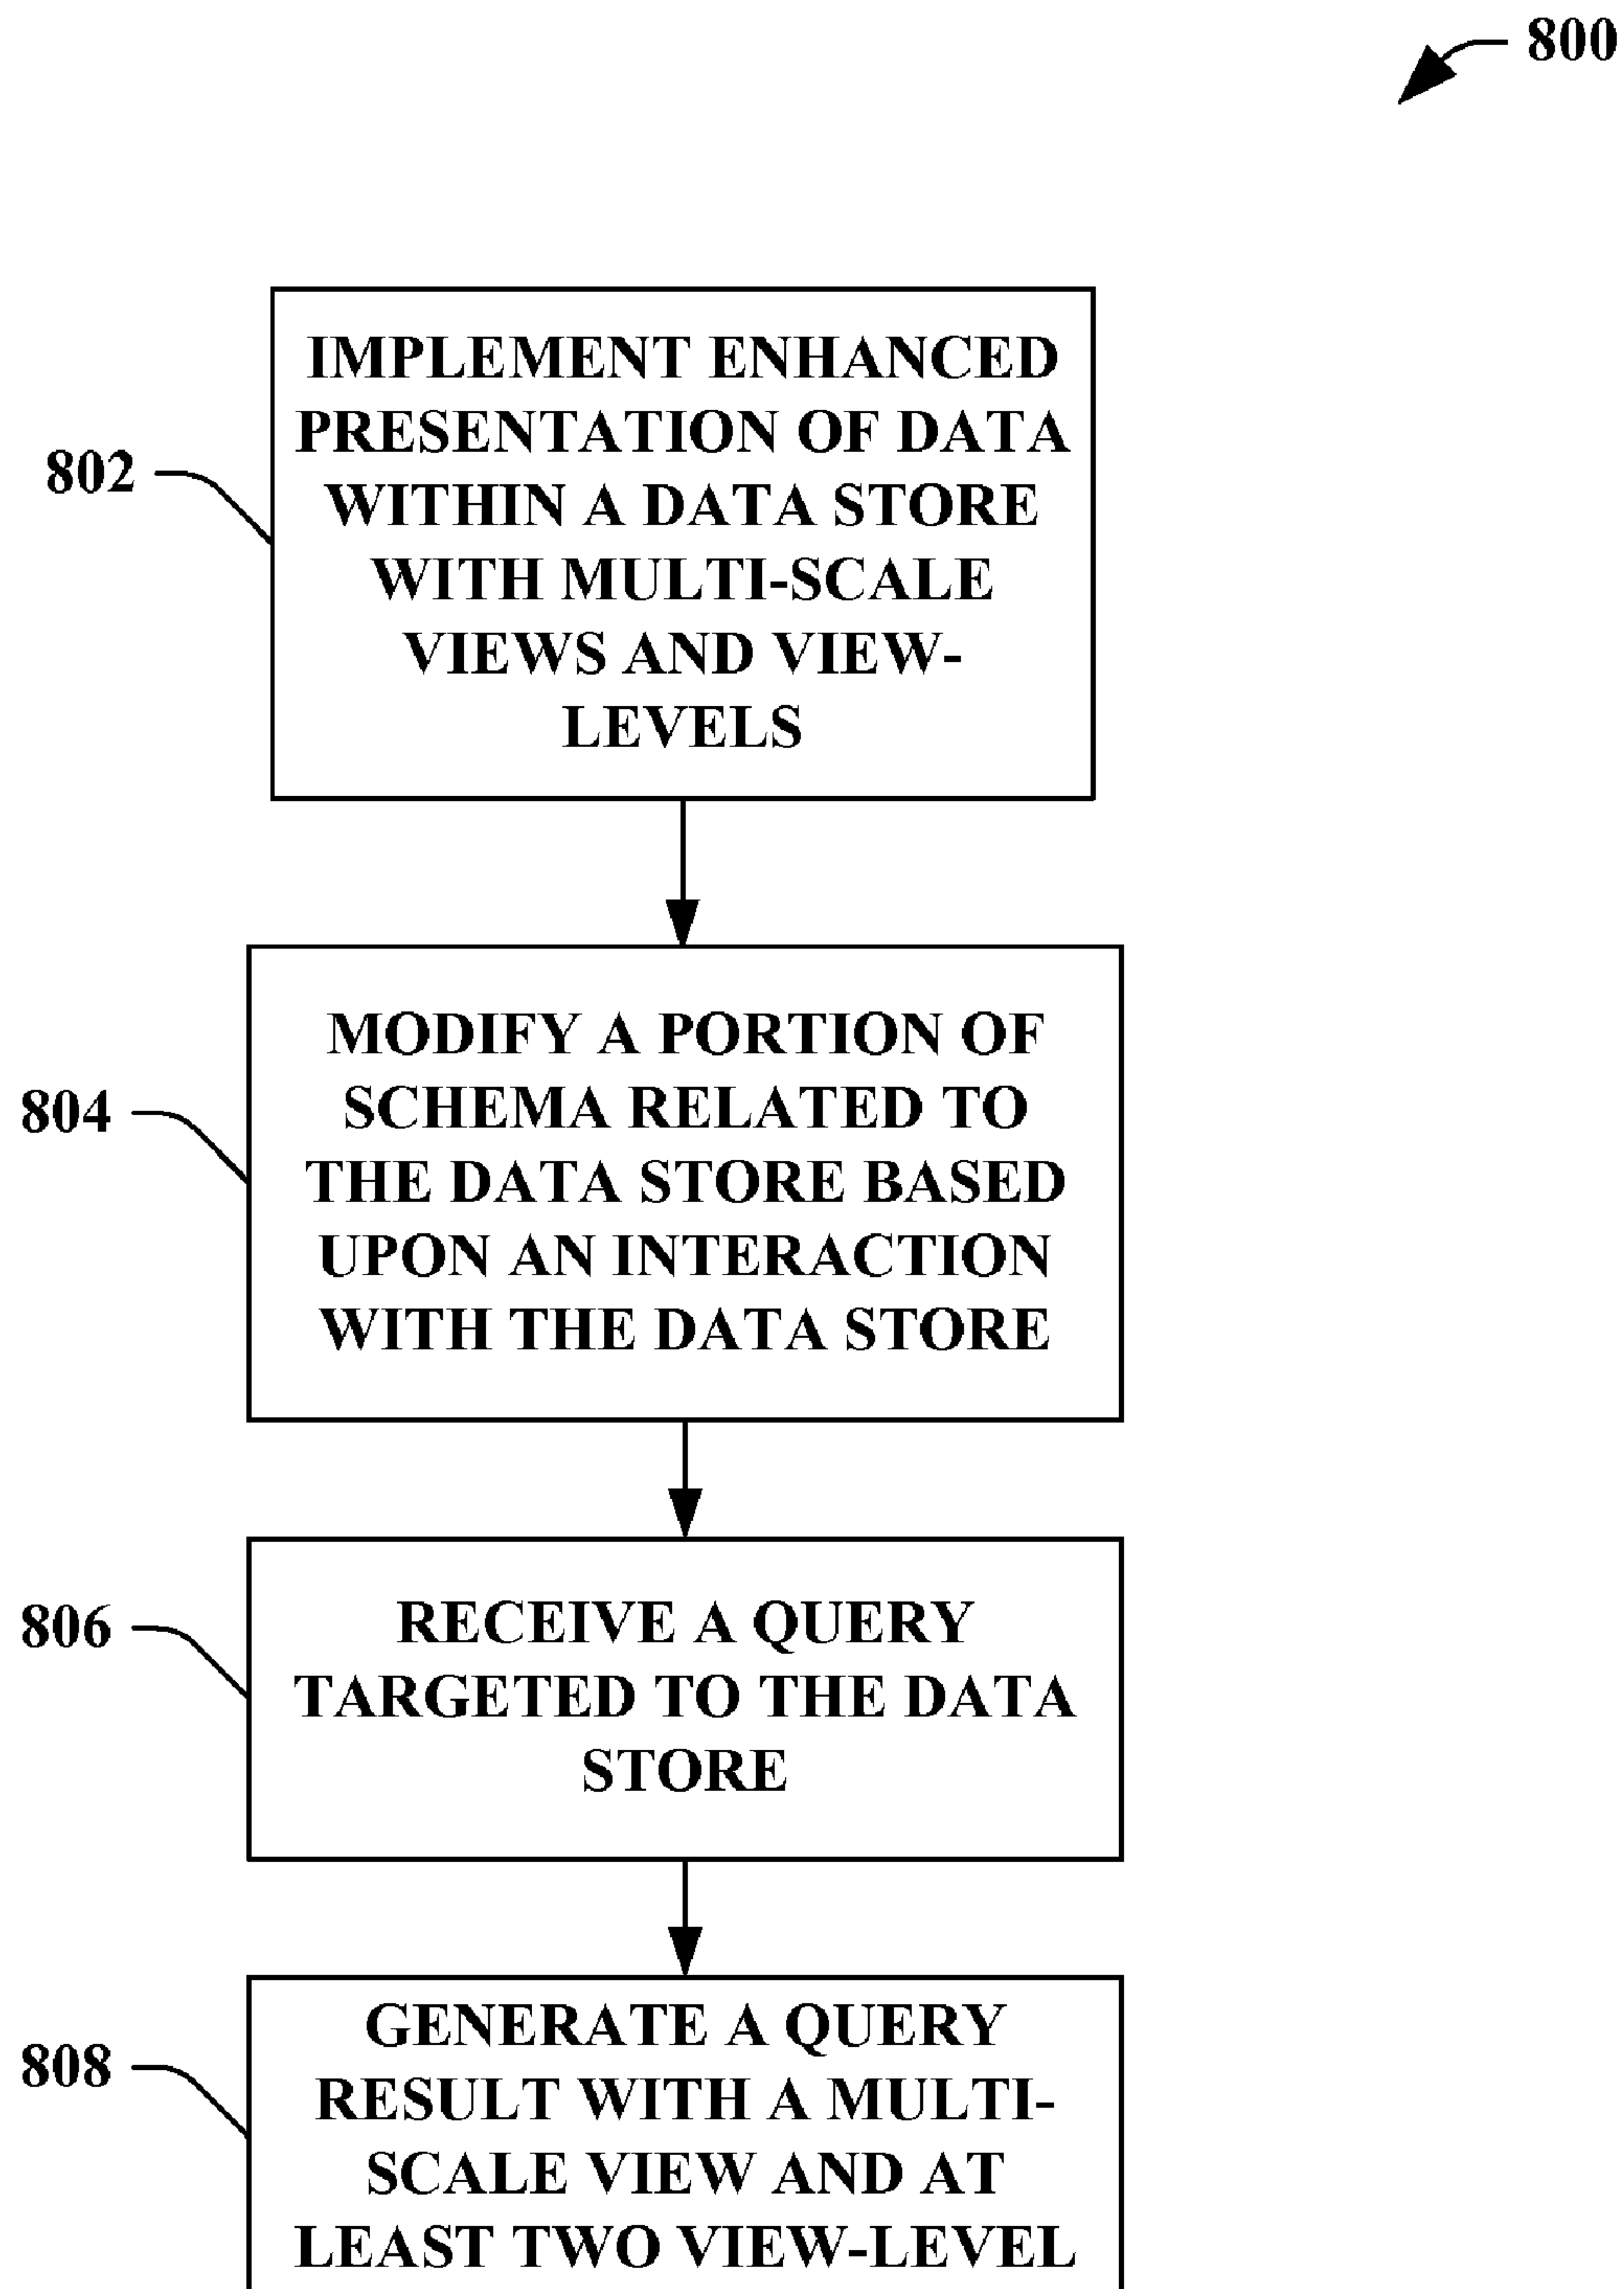 800
IMPLEMENT ENHANCED
PRESENTATION OF DATA
WITHIN A DATA STORE
WITH MULTI-SCALE
VIEWS AND VIEW-
LEVELS
802
MODIFY A PORTION OF
SCHEMA RELATED TO
THE DATA STORE BASED
UPON AN INTERACTION
WITH THE DATA STORE
804
RECEIVE A QUERY
TARGETED TO THE DATA
STORE
806
GENERATE A QUERY
RESULT WITH A MULTI-
SCALE VIEW AND AT
LEAST TWO VIEW-LEVEL
808